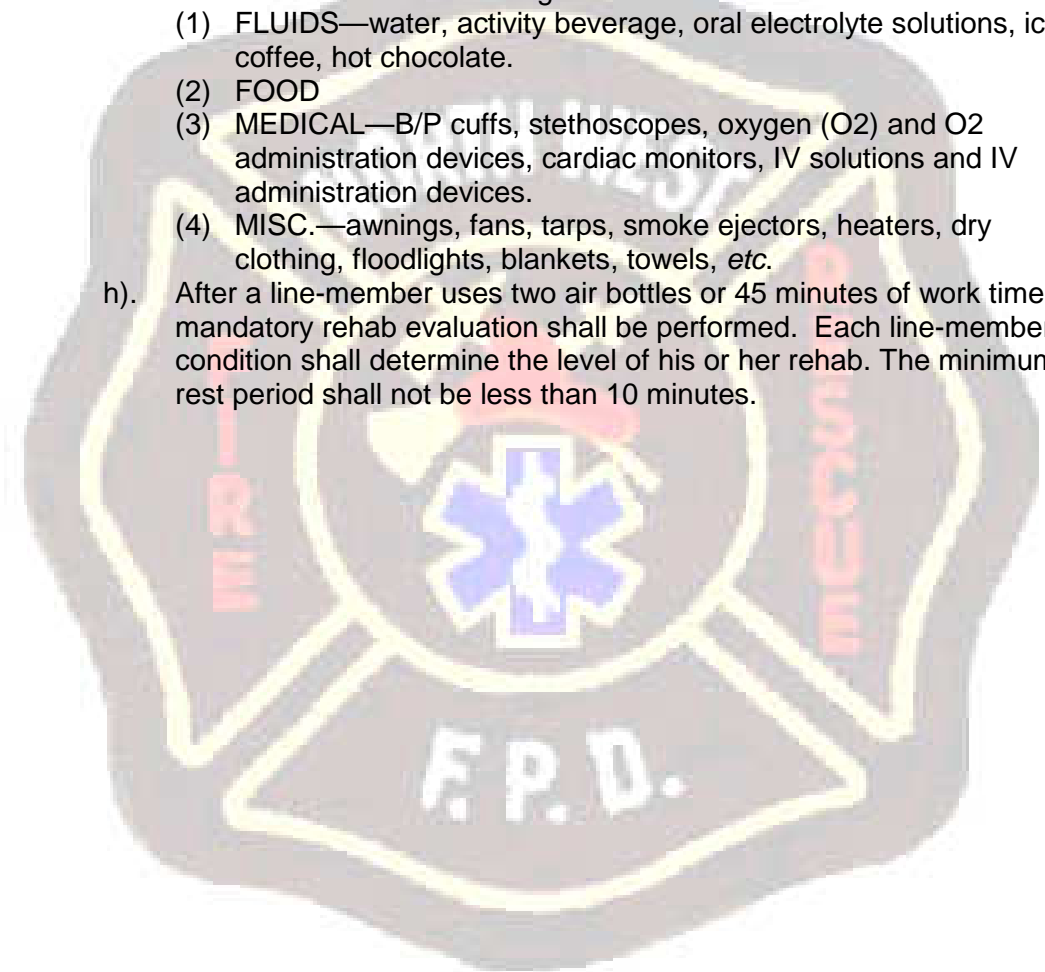 (1) FLUIDS—water, activity beverage, oral electrolyte solutions,
coffee, hot chocolate.
(2) FOOD
(3) MEDICAL—B/P cuffs, stethoscopes, oxygen (O2) and O2
administration devices, cardiac monitors, IV solutions and IV
administration devices.
(4) MISC.—awnings, fans, tarps, smoke ejectors, heaters, dry
clothing, floodlights, blankets, towels, etc.
h). After a line-member uses two air bottles or 45 minutes of work time
mandatory rehab evaluation shall be performed. Each line-member
condition shall determine the level of his or her rehab. The minimum
rest period shall not be less than 10 minutes.
NORTH WEST
FIRE
RESCUE
F.P.D.